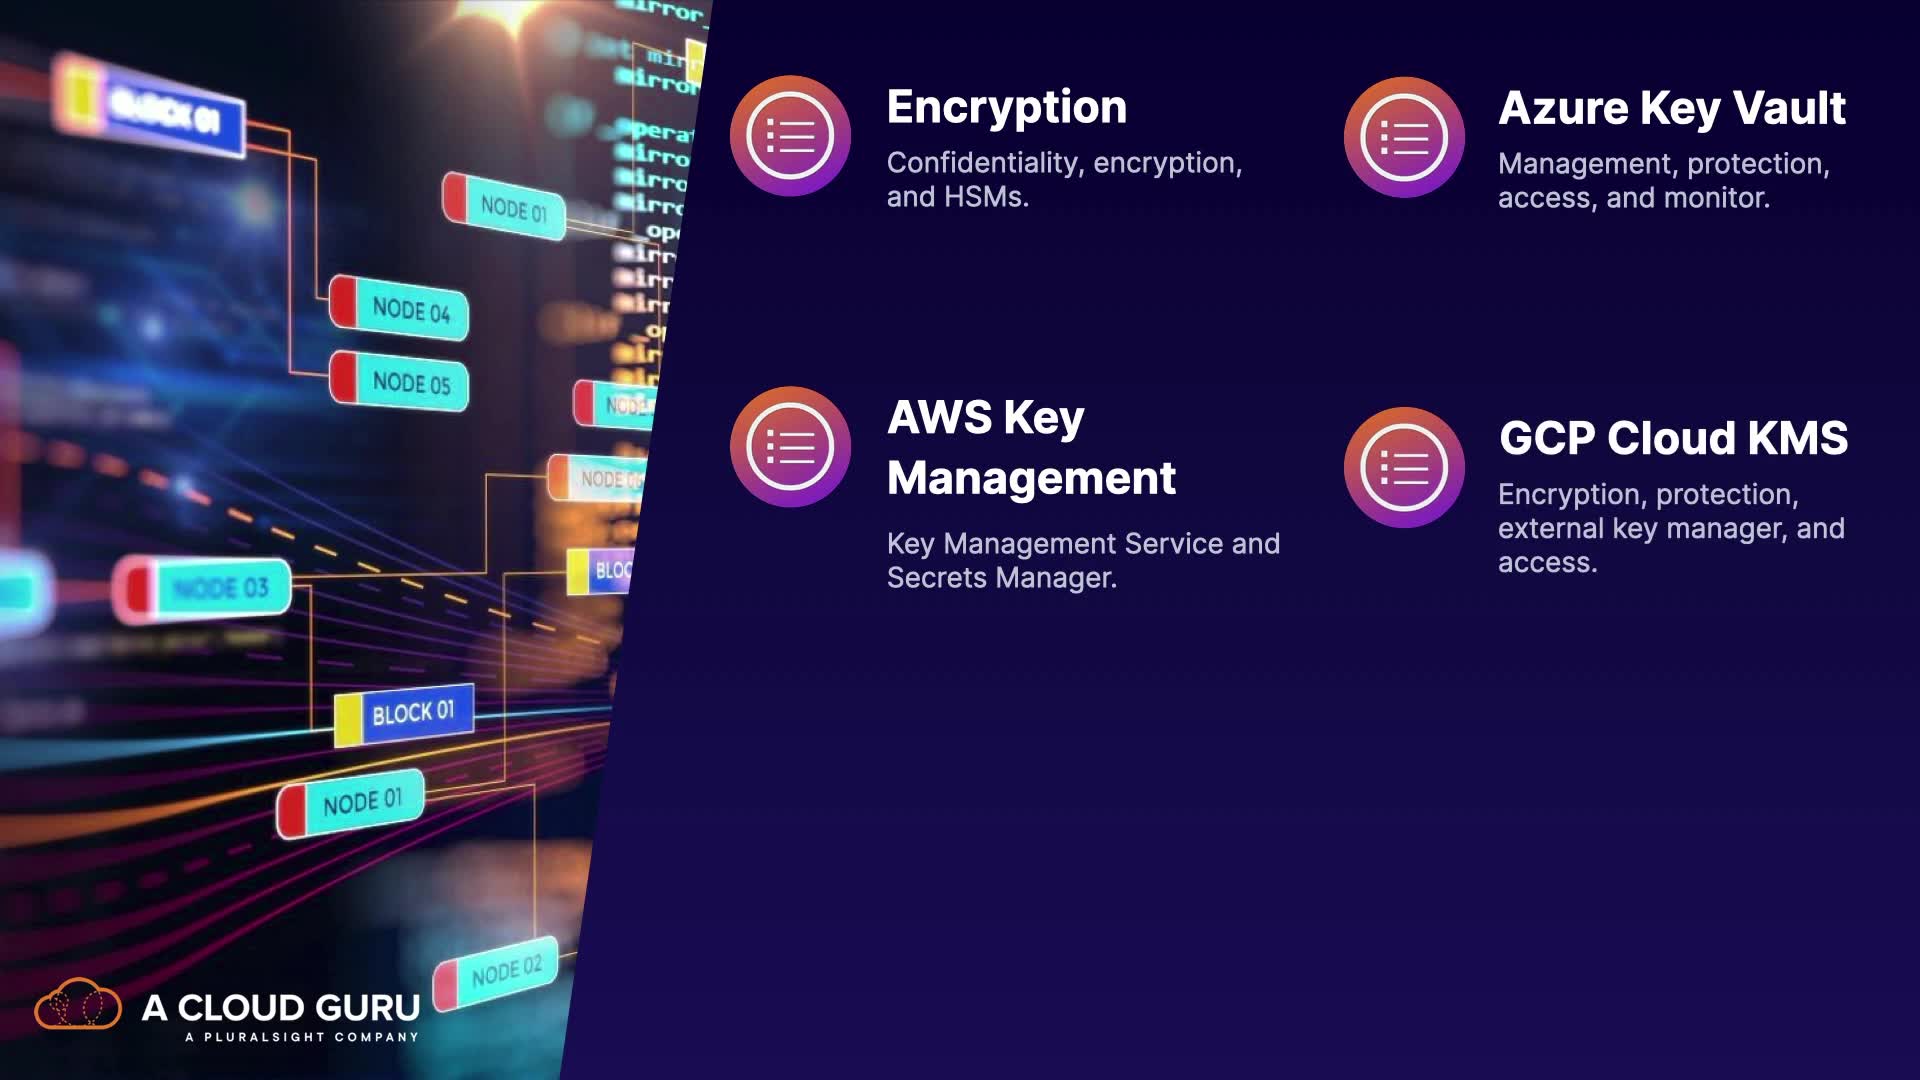 Encryption
Confidentiality, encryption,
and HSMs.
Azure Key Vault
Management, protection,
access, and monitor.
AWS Key
Management
Key Management Service and
Secrets Manager.
GCP Cloud KMS
Encryption, protection,
external key manager, and
access.
BLOCK 01
NODE 01
NODE 04
NODE 05
NODE 03
BLOCK 01
NODE 01
NODE 02
A CLOUD GURU
A PLURALSIGHT COMPANY